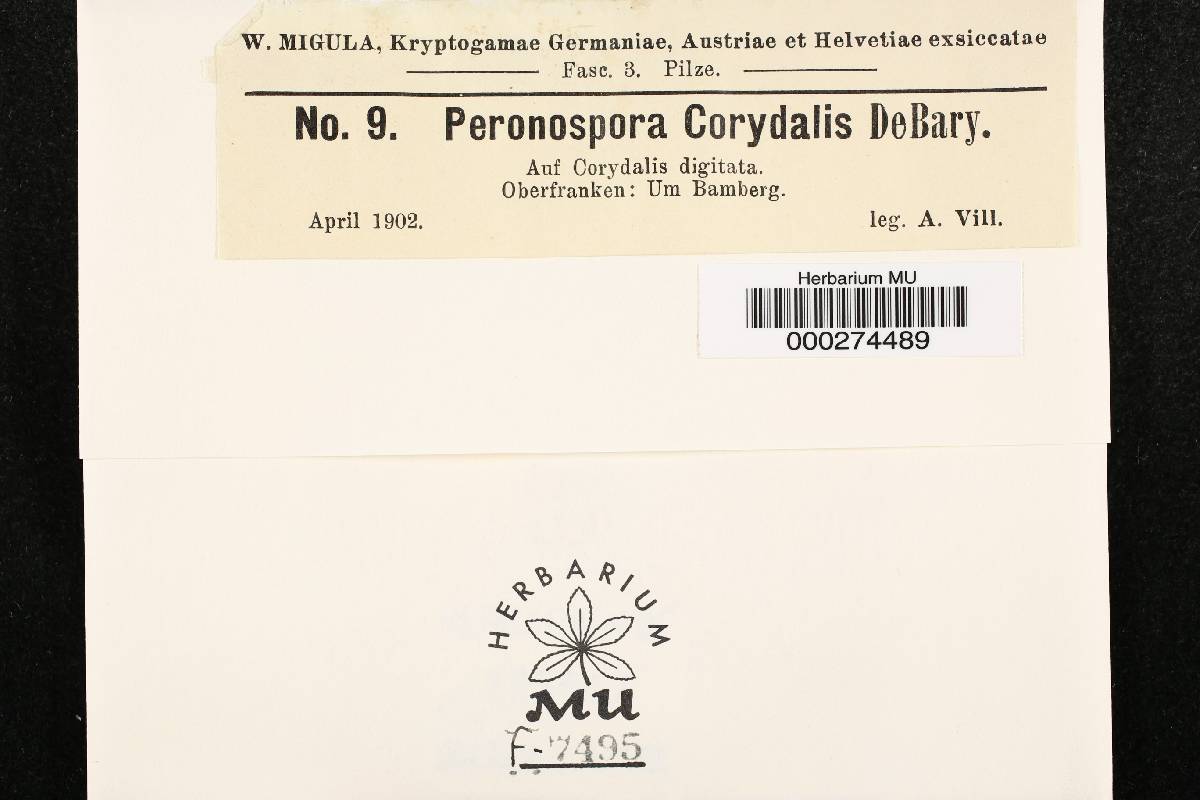 W. MIGULA, Kryptogamae Germaniae, Austriae et Helvetiae exsiccatae
Fasc. 3. Pilze.
No. 9. Peronospora Corydalis DeBary.
Auf Corydalis digitata.
Oberfranken: Um Bamberg.
April 1902. leg. A. Vill.
Herbarium MU
000274489
HERBARIUM
MU
F-7495